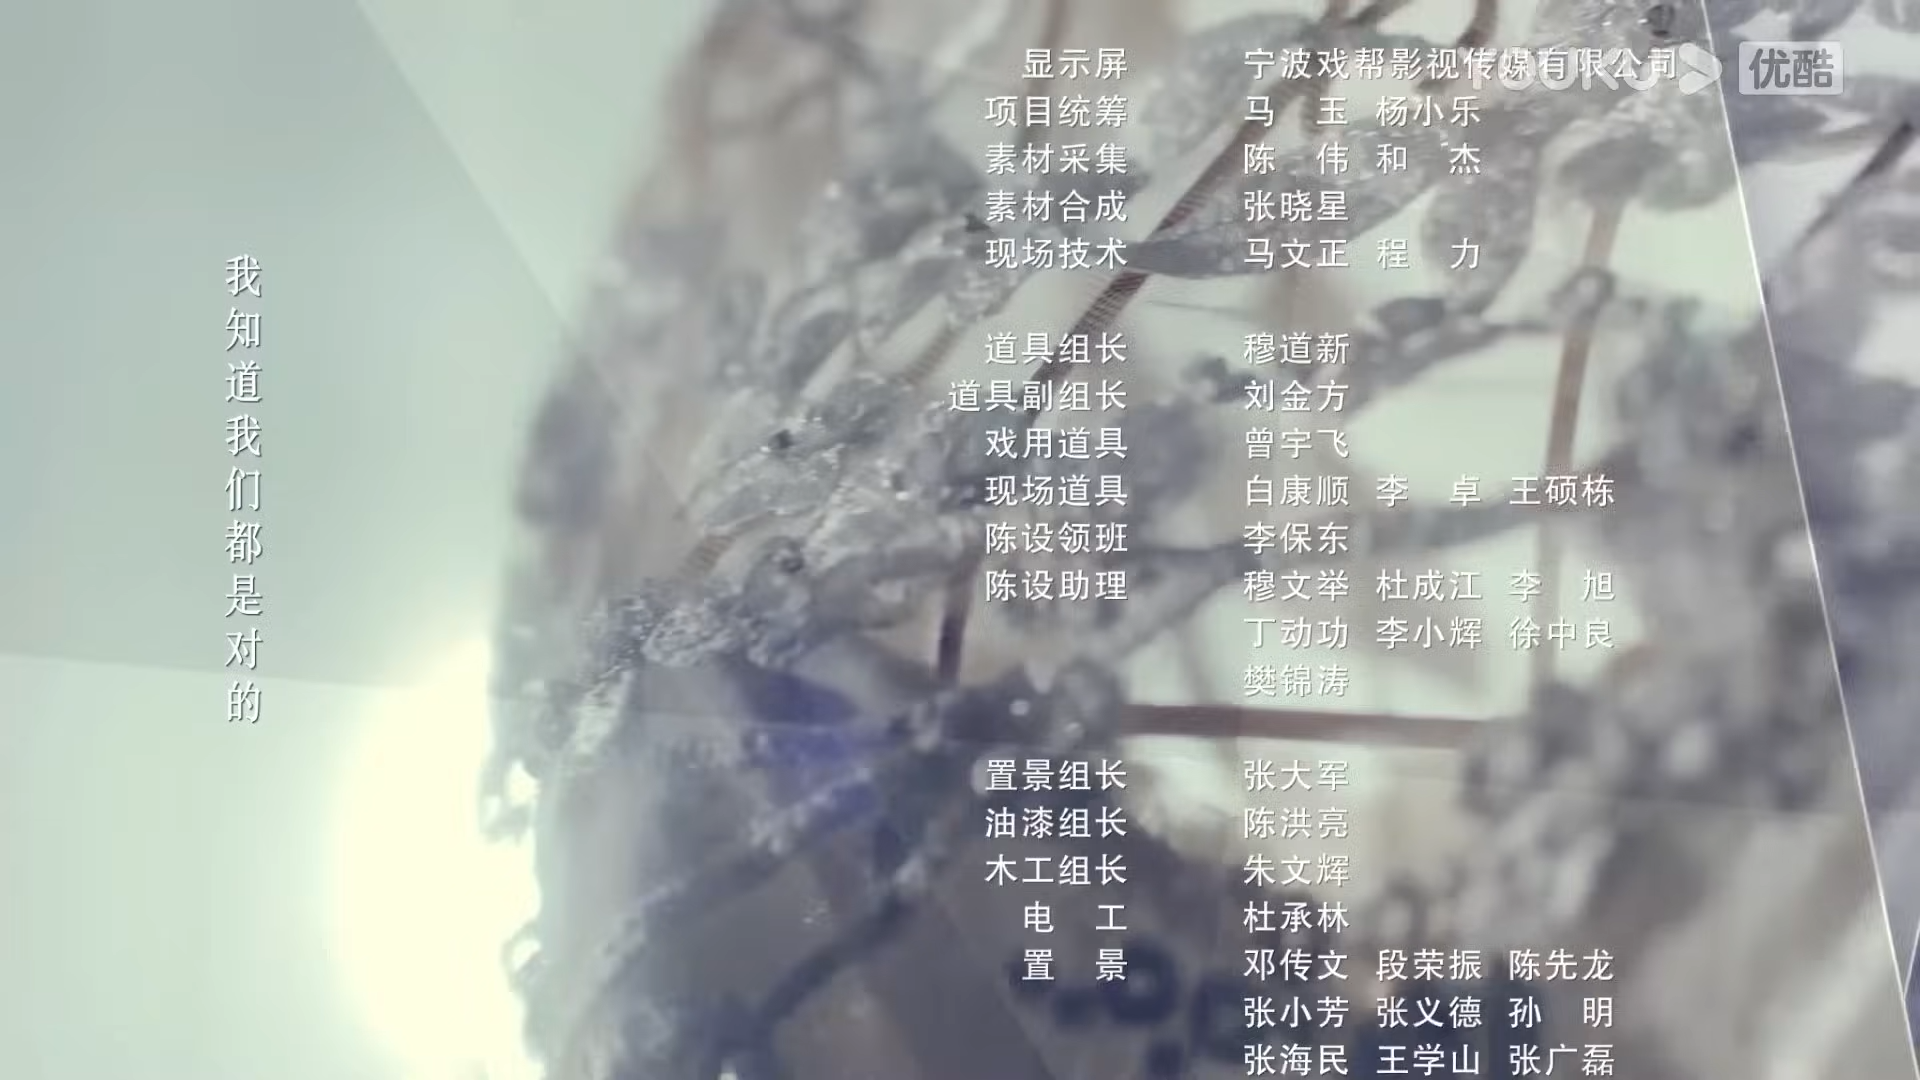 显示屏 宁波戏帮影视传媒有限公司
YOUKU 优酷
项目统筹 马 玉 杨小乐
素材采集 陈 伟 和 杰
素材合成 张晓星
现场技术 马文正 程 力
道具组长 穆道新
道具副组长 刘金方
戏用道具 曾宇飞
现场道具 白康顺 李 卓 王硕栋
陈设领班 李保东
陈设助理 穆文举 杜成江 李 旭
丁动功 李小辉 徐中良
樊锦涛
置景组长 张大军
油漆组长 陈洪亮
木工组长 朱文辉
电 工 杜承林
置 景 邓传文 段荣振 陈先龙
张小芳 张义德 孙 明
张海民 王学山 张广磊
我知道我们都是对的